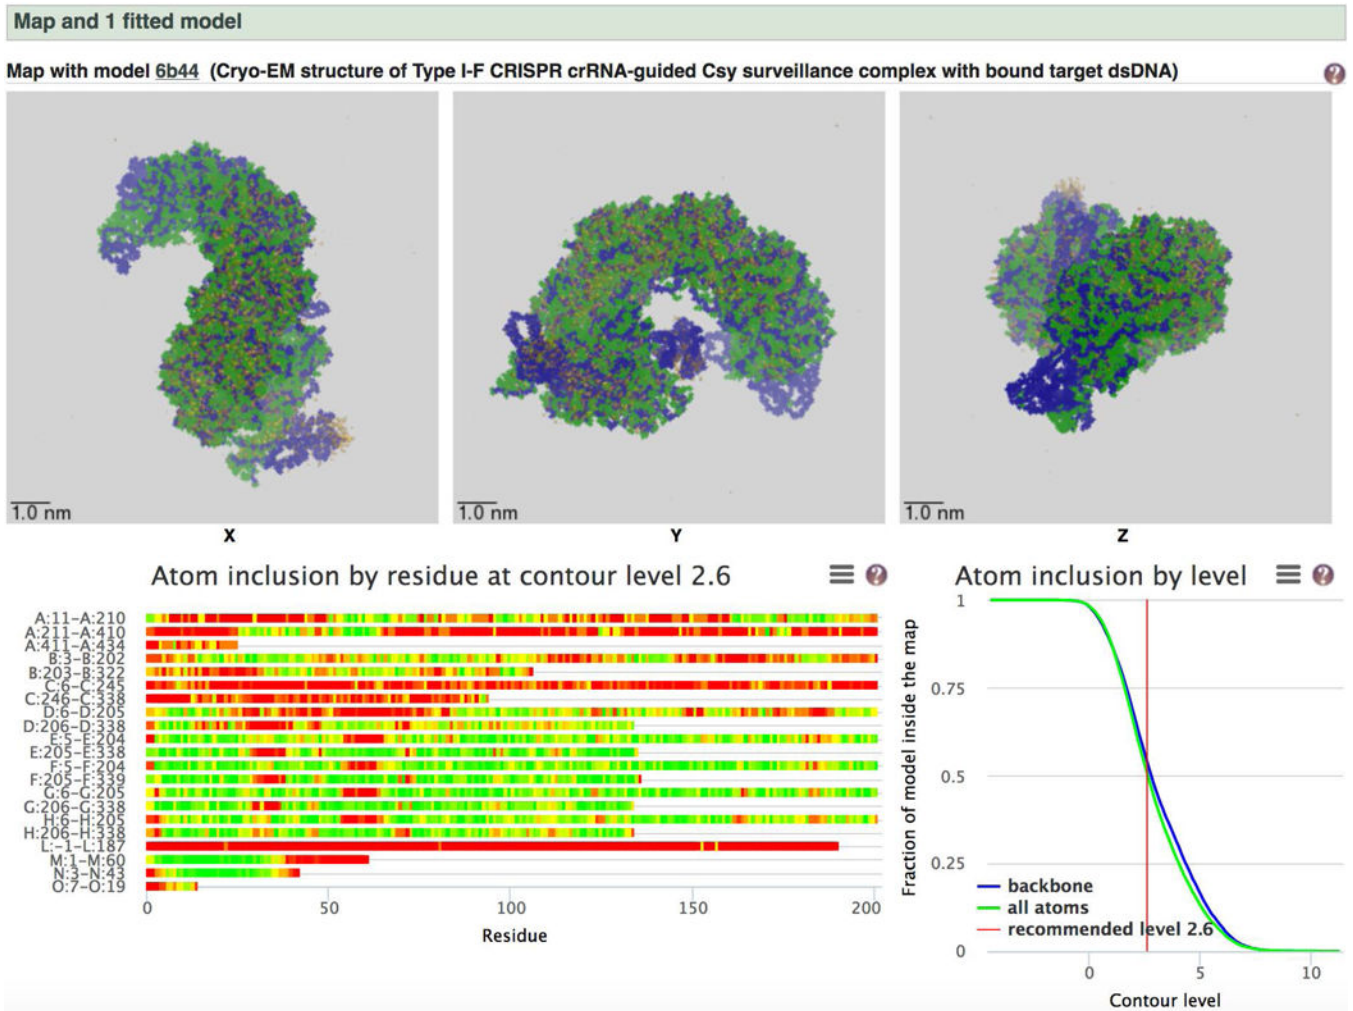 Map and 1 fitted model
Map with model 6b44 (Cryo-EM structure of Type I-F CRISPR crRNA-guided Csy surveillance complex with bound target dsDNA)
?
1.0 nm
1.0 nm
1.0 nm
X
Y
Z
Atom inclusion by residue at contour level 2.6
?
A:11-A:210
A:211-A:410
A:411-A:434
B:3-B:202
B:203-B:322
C:6-C:245
C:246-C:338
D:6-D:205
D:206-D:338
E:5-E:204
E:205-E:338
F:5-F:204
F:205-F:339
G:6-G:205
G:206-G:338
H:6-H:205
H:206-H:338
L:-1-L:187
M:1-M:60
N:3-N:43
O:7-O:19
0
50
100
150
200
Residue
Atom inclusion by level
?
Fraction of model inside the map
1
0.75
0.5
0.25
0
backbone
all atoms
recommended level 2.6
0
5
10
Contour level